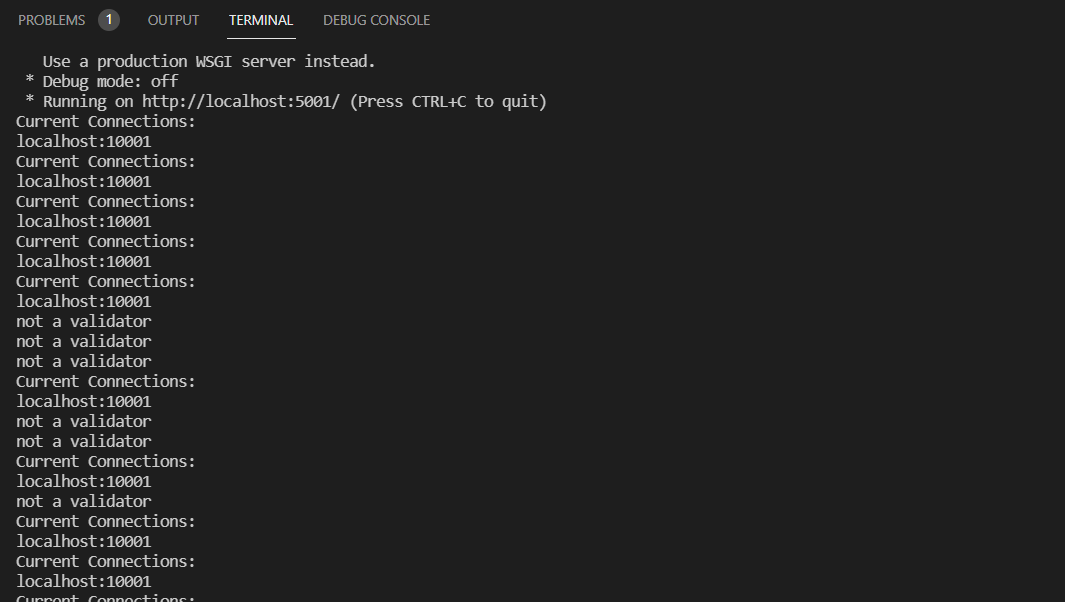 PROBLEMS 1 OUTPUT TERMINAL DEBUG CONSOLE
Use a production WSGI server instead.
* Debug mode: off
* Running on http://localhost:5001/ (Press CTRL+C to quit)
Current Connections:
localhost:10001
Current Connections:
localhost:10001
Current Connections:
localhost:10001
Current Connections:
localhost:10001
Current Connections:
localhost:10001
not a validator
not a validator
not a validator
Current Connections:
localhost:10001
not a validator
not a validator
Current Connections:
localhost:10001
not a validator
Current Connections:
localhost:10001
Current Connections:
localhost:10001
Current Connections: